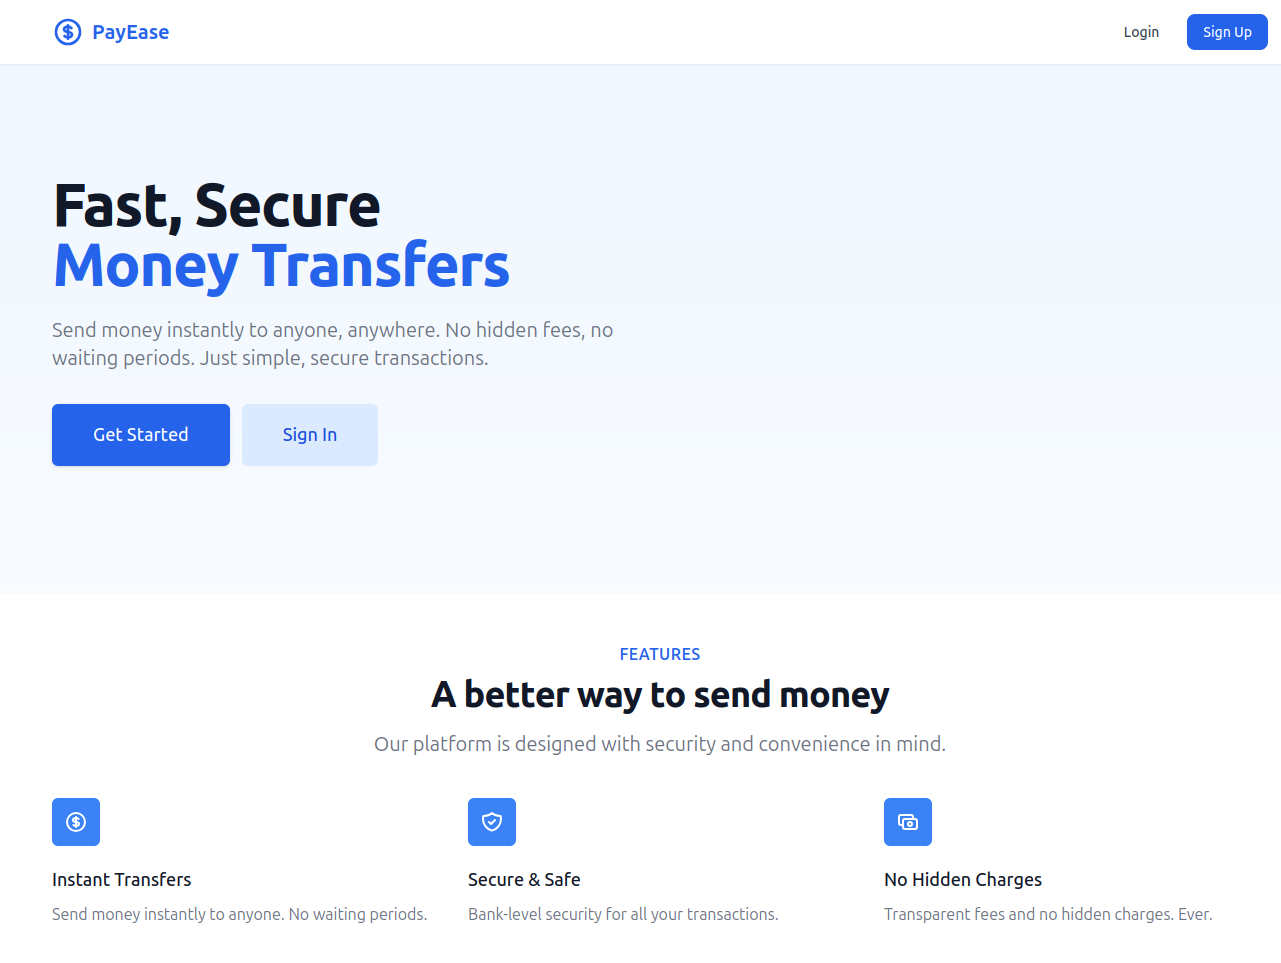 PayEase
Login
Sign Up
Fast, Secure
Money Transfers
Send money instantly to anyone, anywhere. No hidden fees, no
waiting periods. Just simple, secure transactions.
Get Started
Sign In
FEATURES
A better way to send money
Our platform is designed with security and convenience in mind.
Instant Transfers
Send money instantly to anyone. No waiting periods.
Secure & Safe
Bank-level security for all your transactions.
No Hidden Charges
Transparent fees and no hidden charges. Ever.